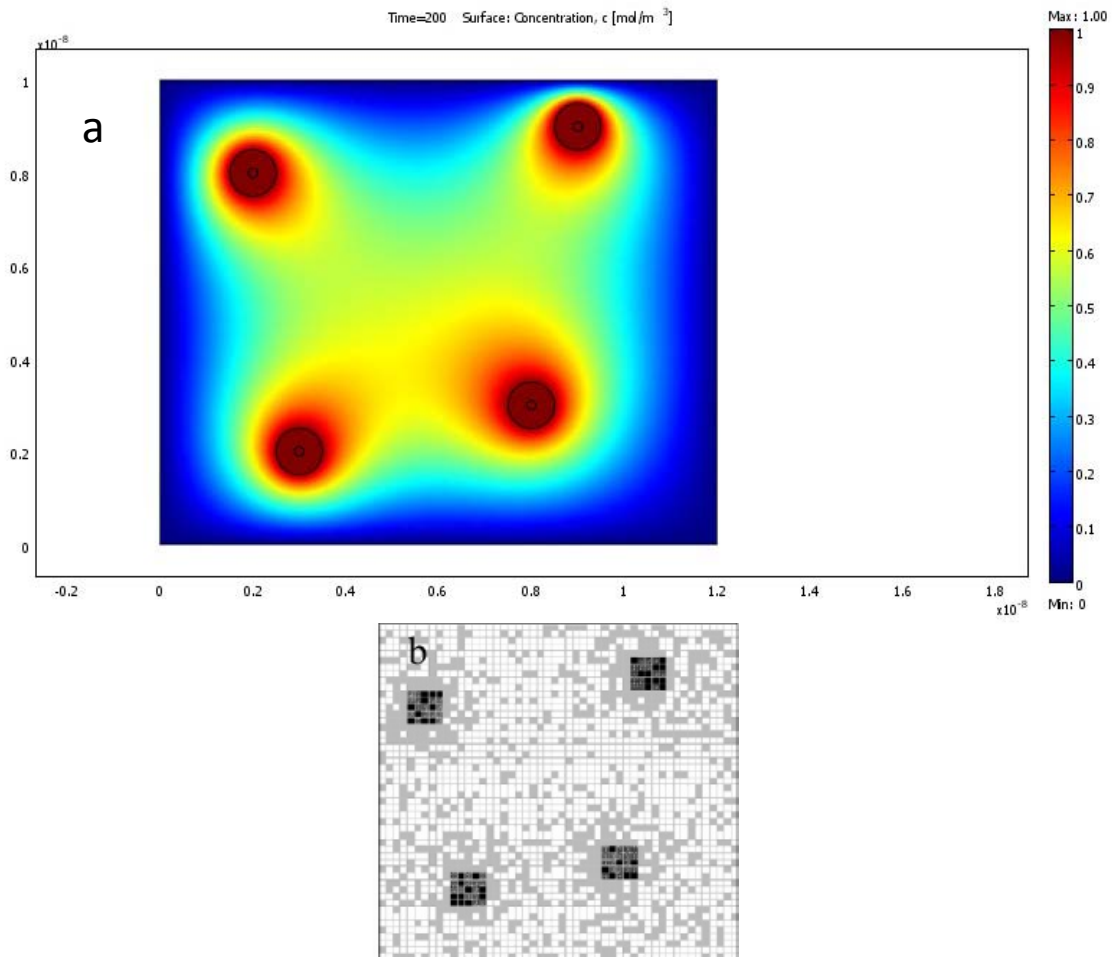 Time=200 Surface: Concentration, c [mol/m ³]
Max: 1.00
x10⁻⁸
a
1
0.8
0.6
0.4
0.2
0
-0.2 0 0.2 0.4 0.6 0.8 1 1.2 1.4 1.6 1.8
x10⁻⁸
1
0.9
0.8
0.7
0.6
0.5
0.4
0.3
0.2
0.1
0
Min: 0
b